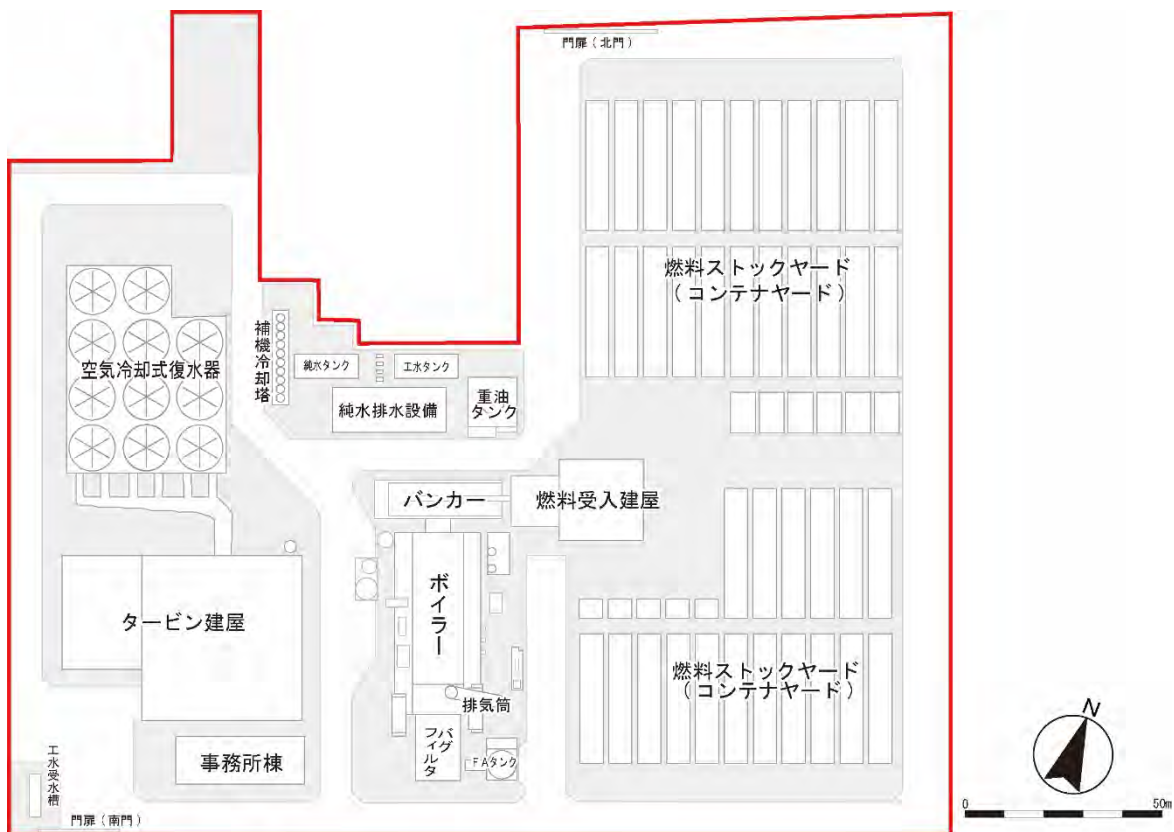 門扉（北門）
燃料ストックヤード
（コンテナヤード）
補機冷却塔
純水タンク
工水タンク
空気冷却式復水器
純水排水設備
重油
タンク
バンカー
燃料受入建屋
ボイラー
タービン建屋
燃料ストックヤード
（コンテナヤード）
排気筒
バグ
フィルタ
FAタンク
事務所棟
工水受水槽
門扉（南門）
N
0
50m